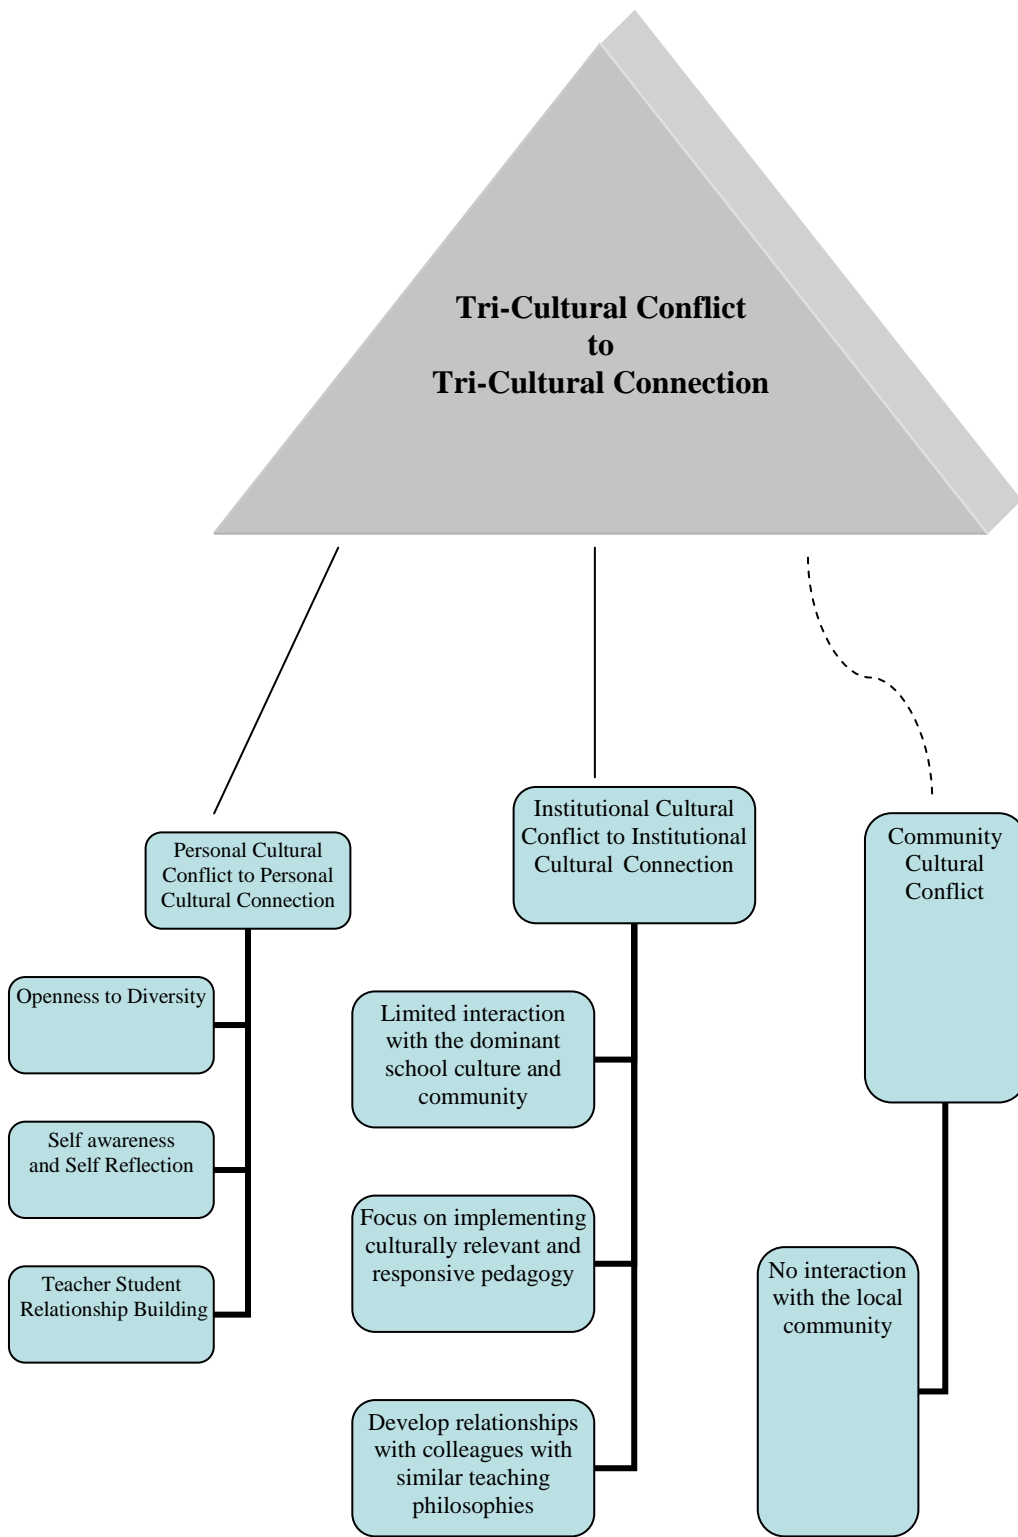 Tri-Cultural Conflict
to
Tri-Cultural Connection
Personal Cultural
Conflict to Personal
Cultural Connection
Openness to Diversity
Self awareness
and Self Reflection
Teacher Student
Relationship Building
Institutional Cultural
Conflict to Institutional
Cultural Connection
Limited interaction
with the dominant
school culture and
community
Focus on implementing
culturally relevant and
responsive pedagogy
Develop relationships
with colleagues with
similar teaching
philosophies
Community
Cultural
Conflict
No interaction
with the local
community